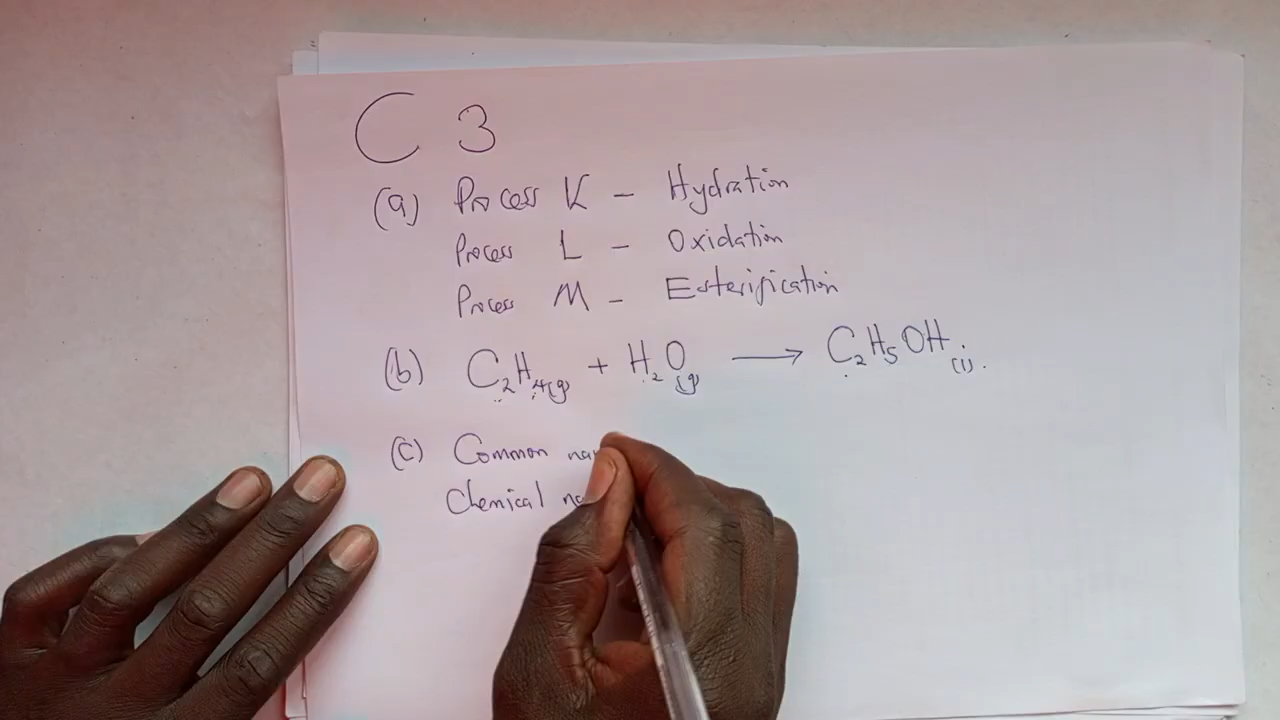 C 3
(a) Process K - Hydration
Process L - Oxidation
Process M - Esterification
(b) C₂H₄(g) + H₂O(g) → C₂H₅OH(l).
(c) Common
Chemical